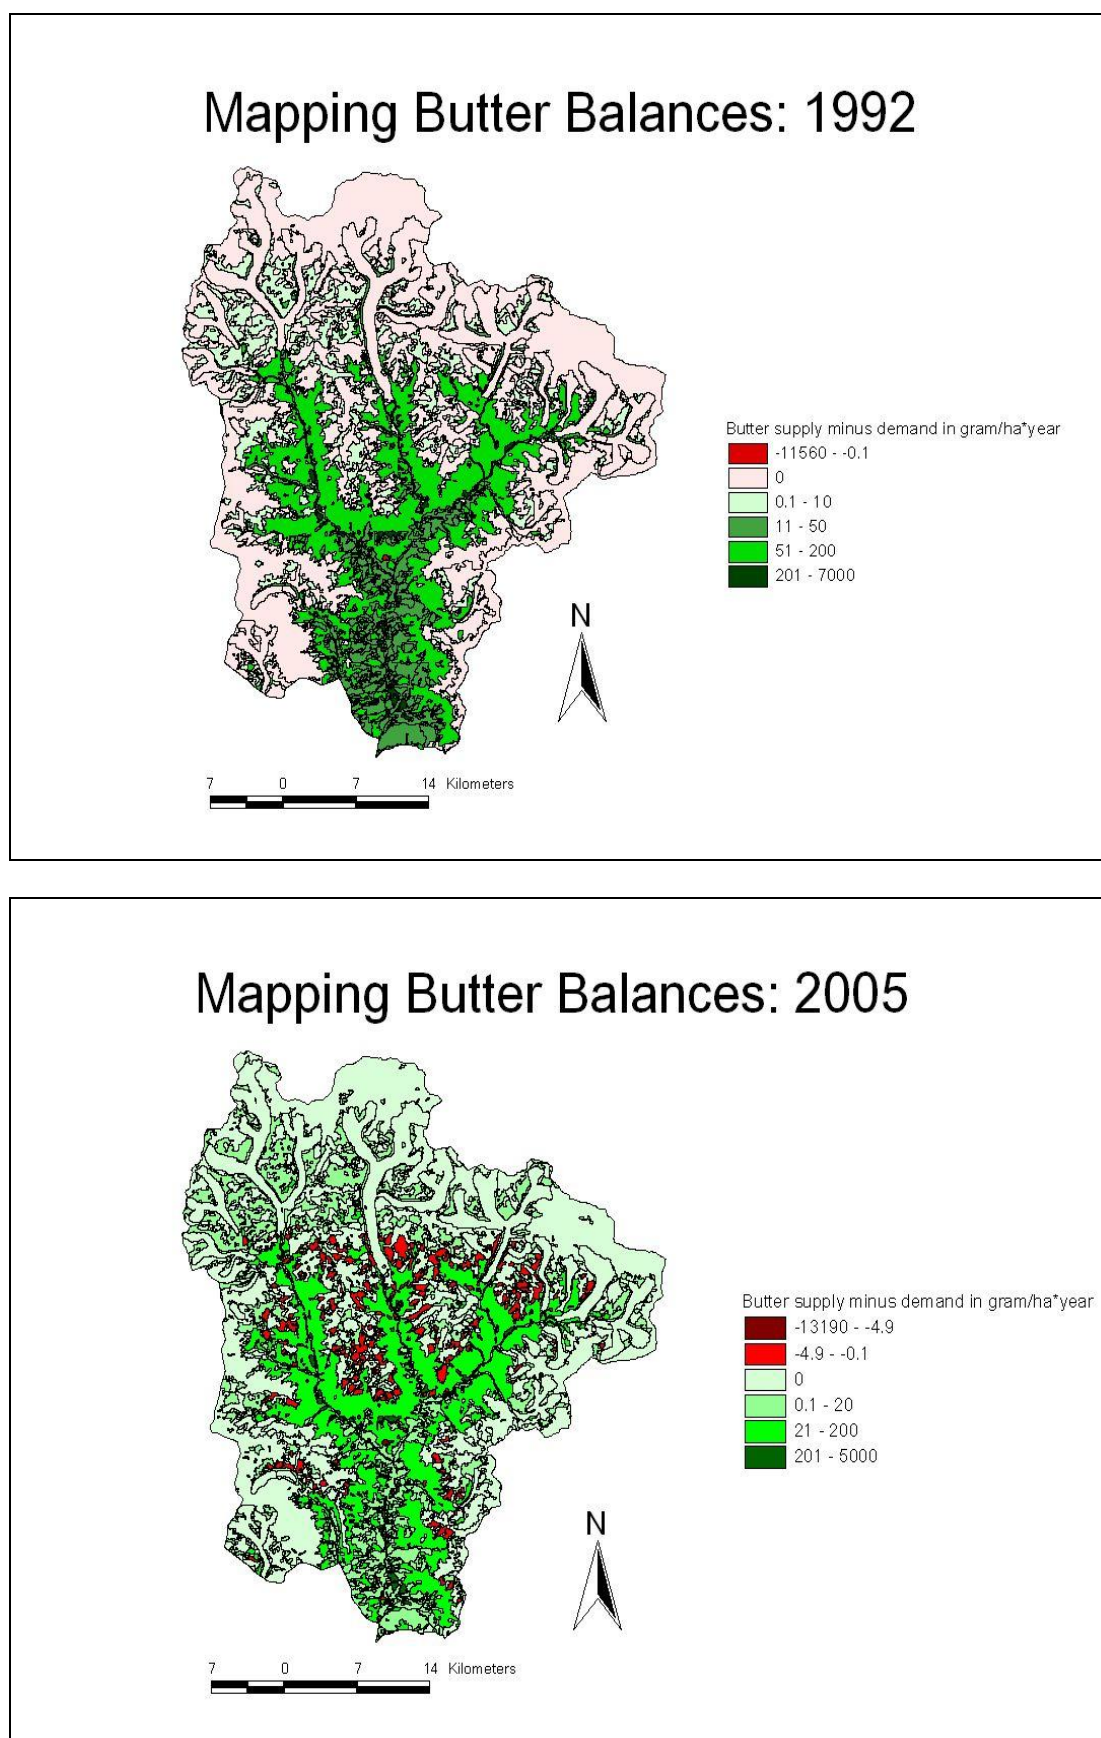 Mapping Butter Balances: 1992
Butter supply minus demand in gram/ha*year
-11560 - -0.1
0
0.1 - 10
11 - 50
51 - 200
201 - 7000
N
7 0 7 14 Kilometers
Mapping Butter Balances: 2005
Butter supply minus demand in gram/ha*year
-13190 - -4.9
-4.9 - -0.1
0
0.1 - 20
21 - 200
201 - 5000
N
7 0 7 14 Kilometers